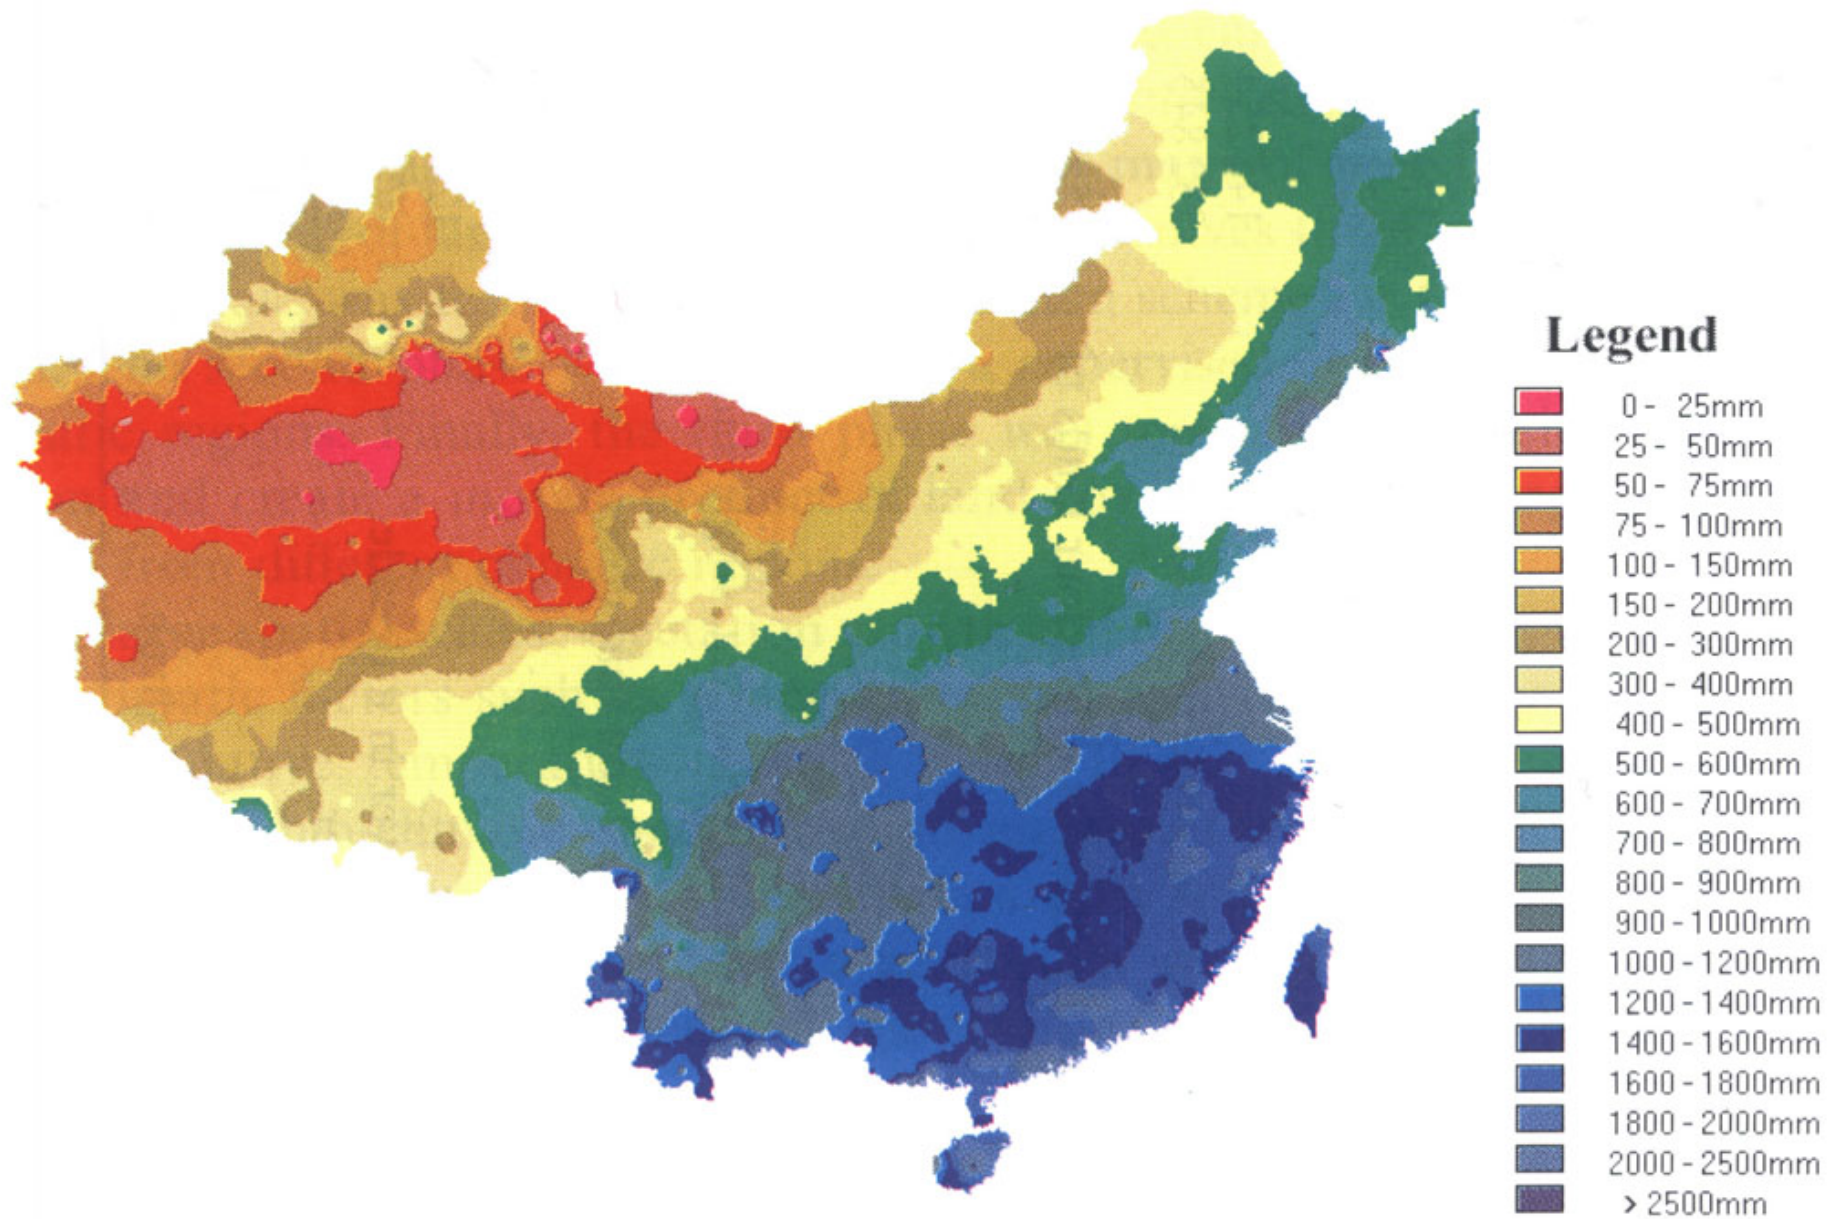 Legend
0 - 25mm
25 - 50mm
50 - 75mm
75 - 100mm
100 - 150mm
150 - 200mm
200 - 300mm
300 - 400mm
400 - 500mm
500 - 600mm
600 - 700mm
700 - 800mm
800 - 900mm
900 - 1000mm
1000 - 1200mm
1200 - 1400mm
1400 - 1600mm
1600 - 1800mm
1800 - 2000mm
2000 - 2500mm
> 2500mm